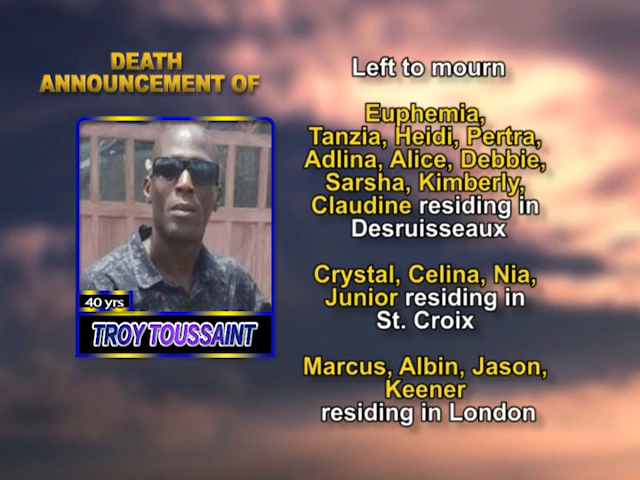 DEATH
ANNOUNCEMENT OF
40 yrs
TROY TOUSSAINT
Left to mourn
Euphemia,
Tanzia, Heidi, Pertra,
Adlina, Alice, Debbie,
Sarsha, Kimberly,
Claudine residing in
Desruisseaux
Crystal, Celina, Nia,
Junior residing in
St. Croix
Marcus, Albin, Jason,
Keener
residing in London